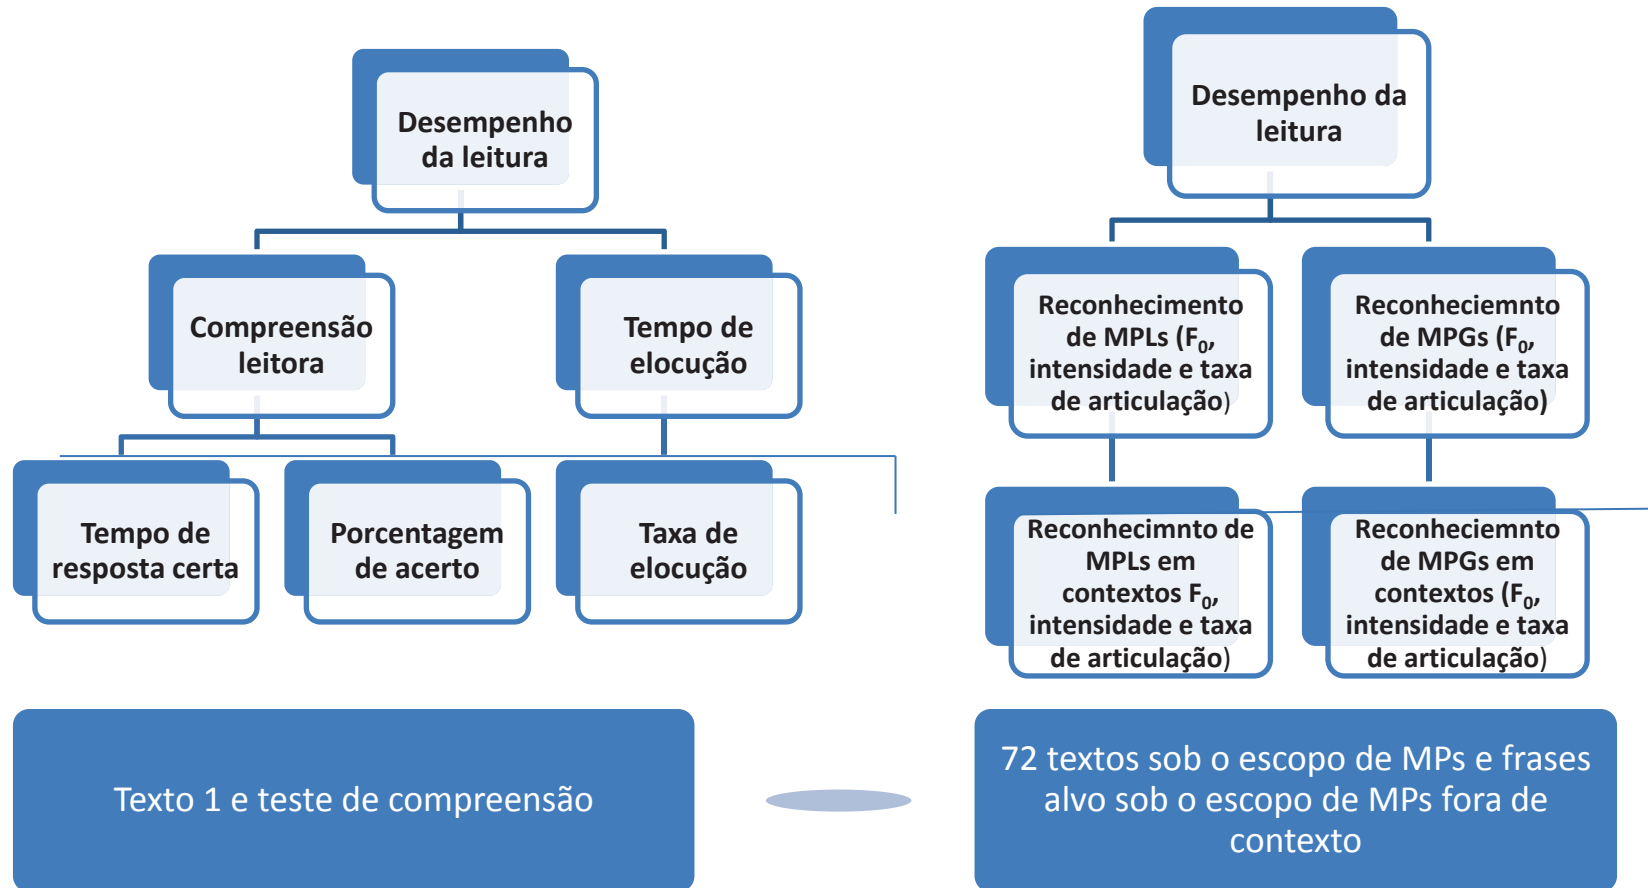 Desempenho
da leitura
Compreensão
leitora
Tempo de
elocução
Tempo de
resposta certa
Porcentagem
de acerto
Taxa de
elocução
Texto 1 e teste de compreensão
Desempenho da
leitura
Reconhecimento
de MPLs (F₀,
intensidade e taxa
de articulação)
Reconheciemnto
de MPGs (F₀,
intensidade e taxa
de articulação)
Reconhecimnto de
MPLs em
contextos F₀,
intensidade e taxa
de articulação)
Reconheciemnto
de MPGs em
contextos (F₀,
intensidade e taxa
de articulação)
72 textos sob o escopo de MPs e frases
alvo sob o escopo de MPs fora de
contexto